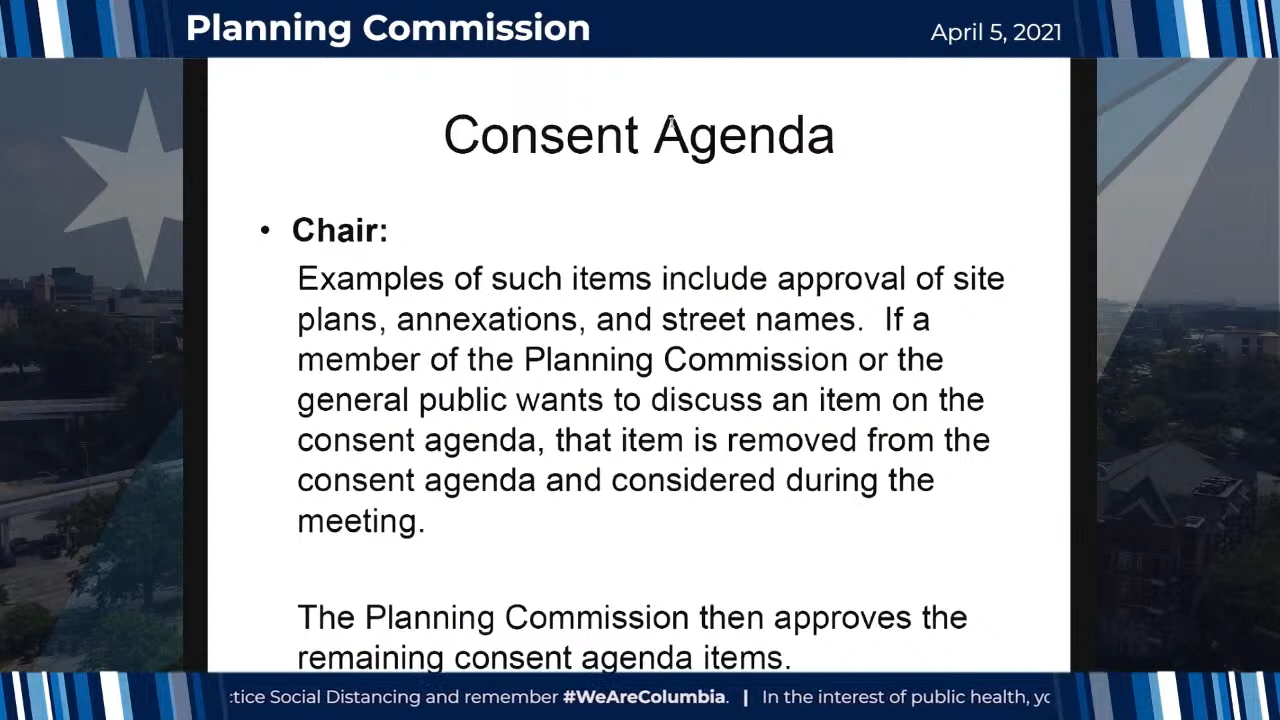 Planning Commission
April 5, 2021
Consent Agenda
• Chair:
Examples of such items include approval of site
plans, annexations, and street names. If a
member of the Planning Commission or the
general public wants to discuss an item on the
consent agenda, that item is removed from the
consent agenda and considered during the
meeting.
The Planning Commission then approves the
remaining consent agenda items.
Social Distancing and remember #WeAreColumbia. | In the interest of public health,